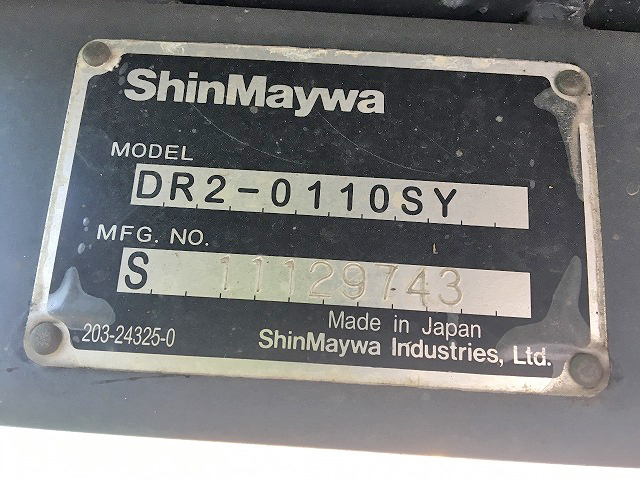 ShinMaywa
MODEL
DR2-0110SY
MFG. NO.
S 11129743
Made in Japan
203-24325-0
ShinMaywa Industries, Ltd.